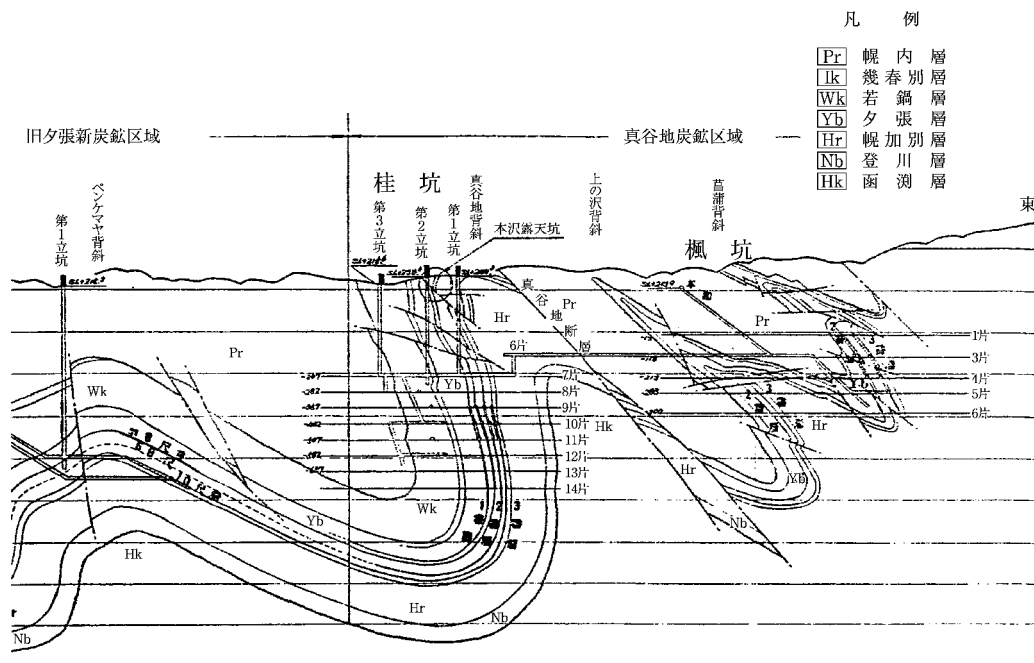 凡 例
Pr 幌内層
Ik 幾春別層
Wk 若鍋層
Yb 夕張層
Hr 幌加別層
Nb 登川層
Hk 函渕層
旧夕張新炭鉱区域
真谷地炭鉱区域
東
桂坑
楓坑
ペンケマヤ背斜
第1立坑
第3立坑
第2立坑
第1立坑
真谷地背斜
本沢露天坑
上の沢背斜
菖蒲背斜
真谷地断層
Pr
Wk
Yb
Hk
Hr
Nb
Nb
Wk
Yb
Hr
Pr
Hk
Hr
Nb
Pr
Yb
Hr
Yb
6片
7片
8片
9片
10片
11片
12片
13片
14片
1片
3片
4片
5片
6片
1
2
3